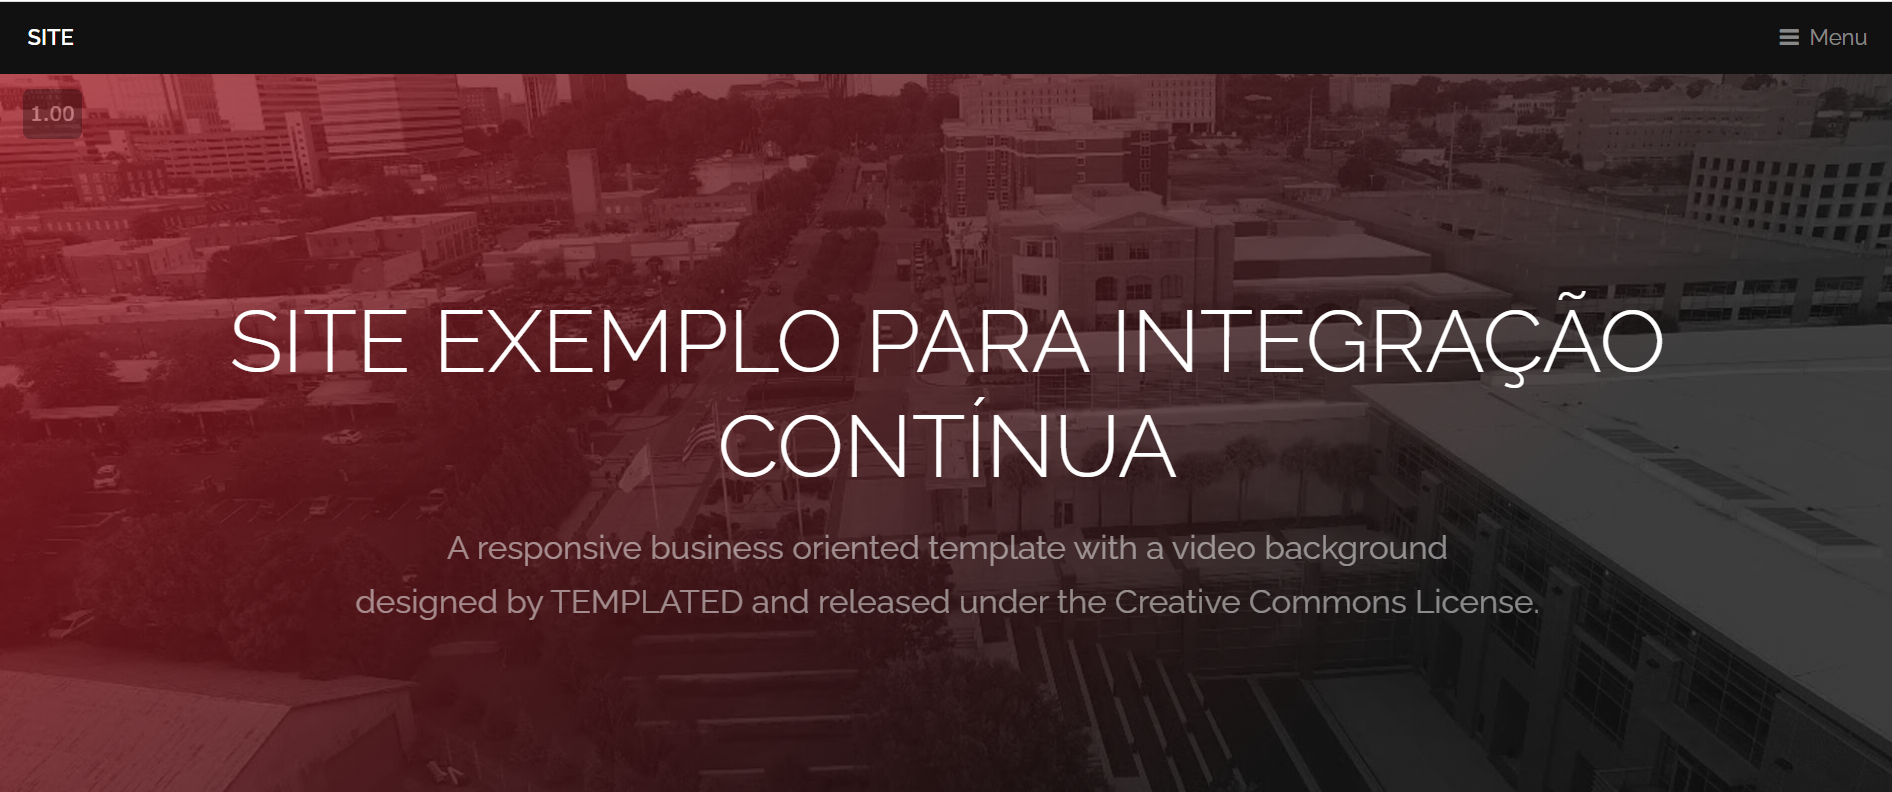 SITE
Menu
1.00
SITE EXEMPLO PARA INTEGRAÇÃO
CONTÍNUA
A responsive business oriented template with a video background
designed by TEMPLATED and released under the Creative Commons License.